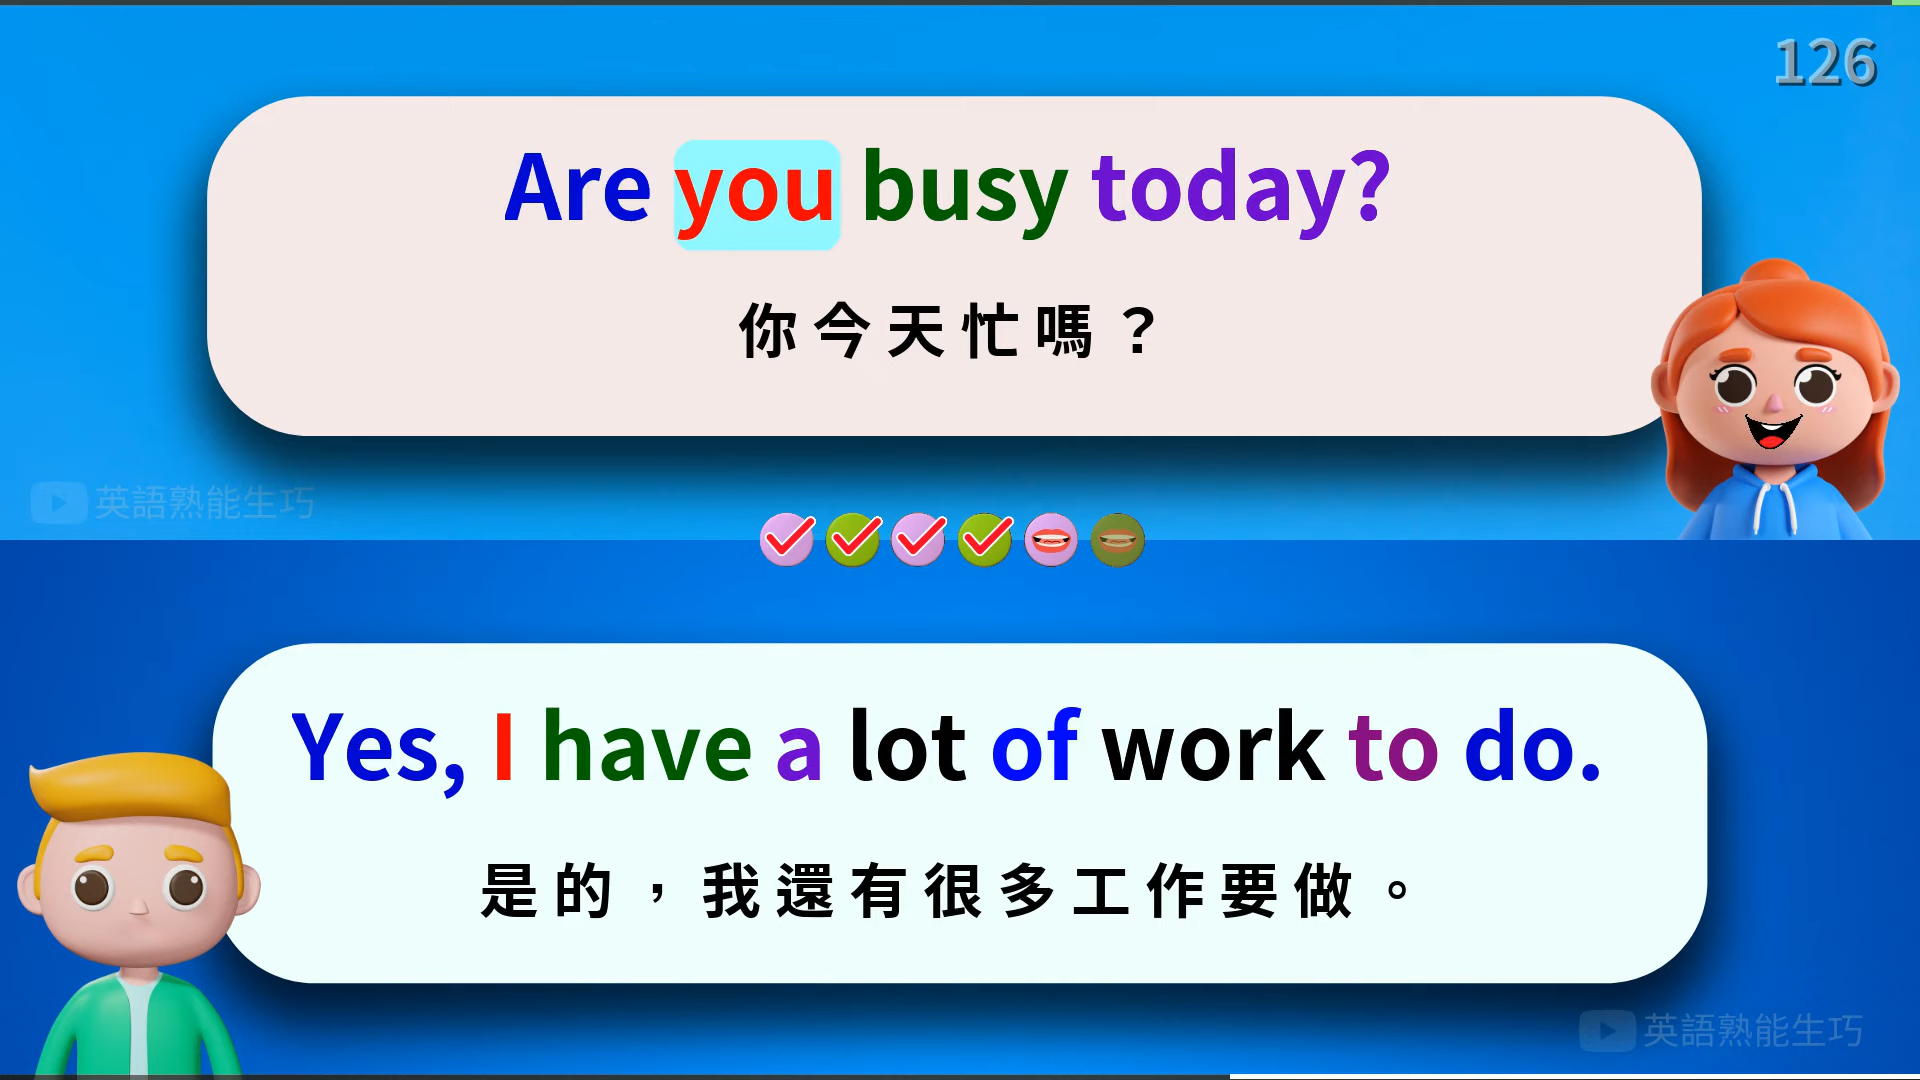 126
Are you busy today?
你今天忙嗎？
英語熟能生巧
Yes, I have a lot of work to do.
是的，我還有很多工作要做。
英語熟能生巧